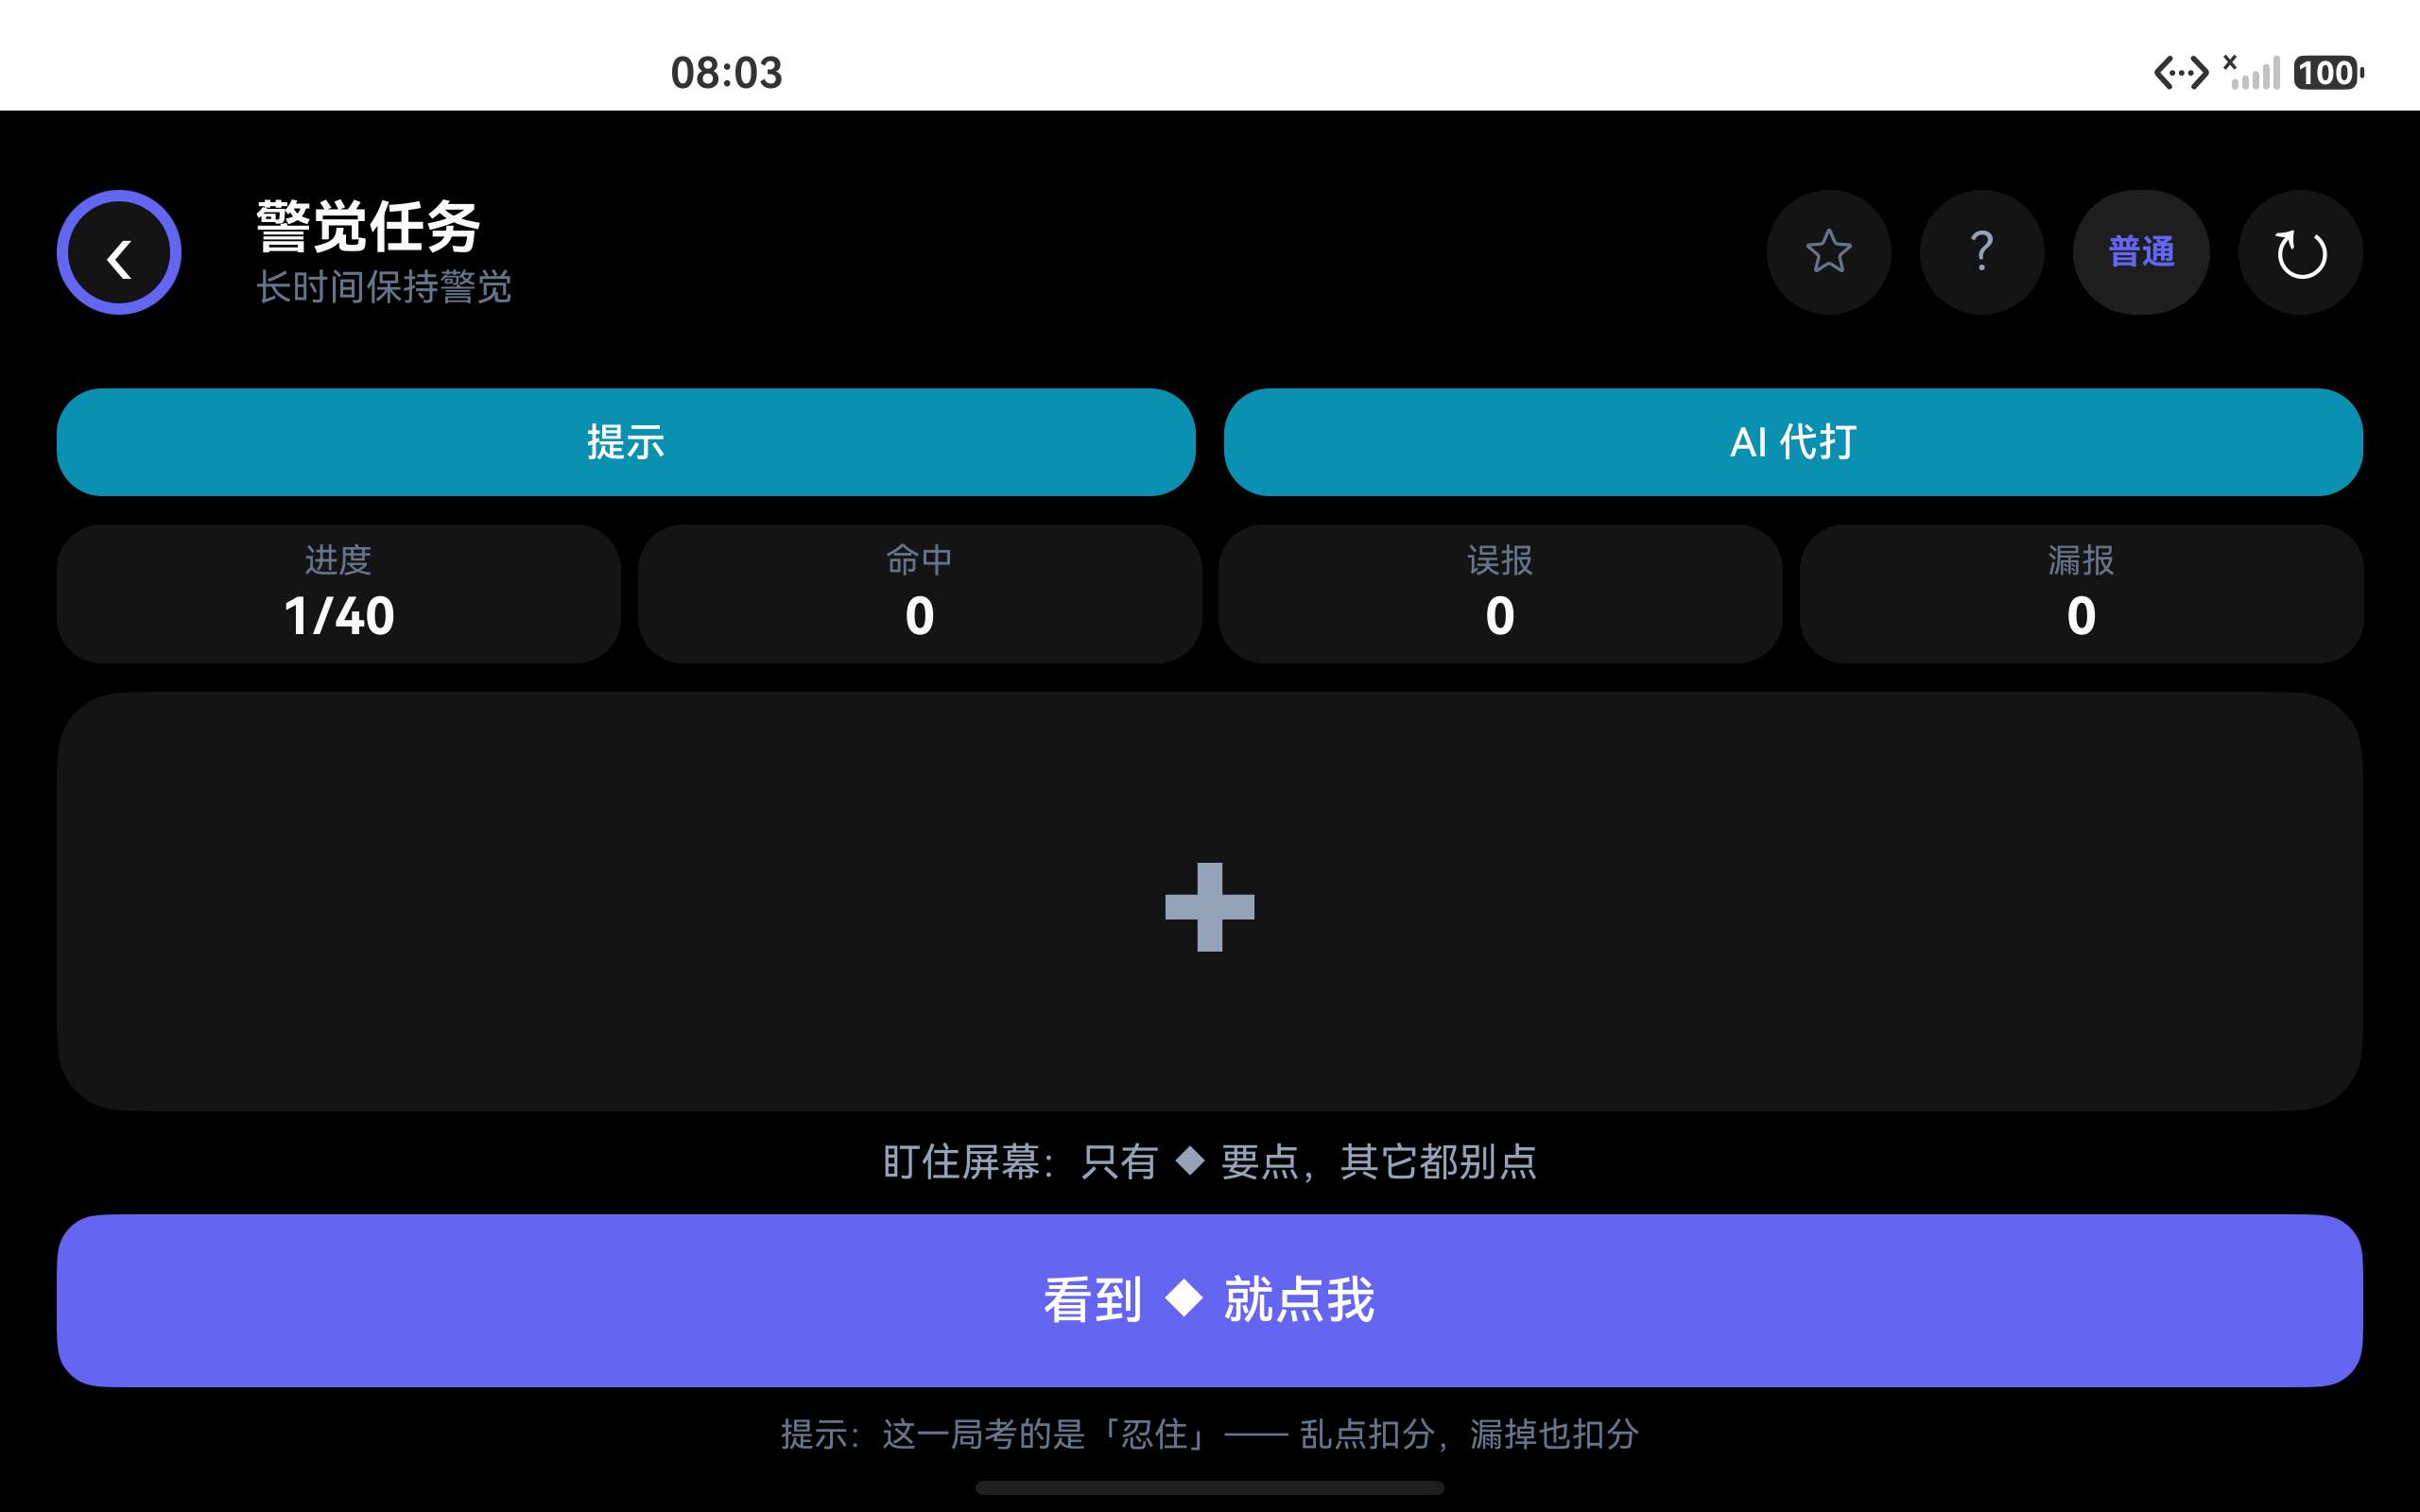 08:03
100
警觉任务
长时间保持警觉
?
普通
提示
AI 代打
进度
1/40
命中
0
误报
0
漏报
0
盯住屏幕：只有 ◆ 要点，其它都别点
看到 ◆ 就点我
提示：这一局考的是「忍住」—— 乱点扣分，漏掉也扣分